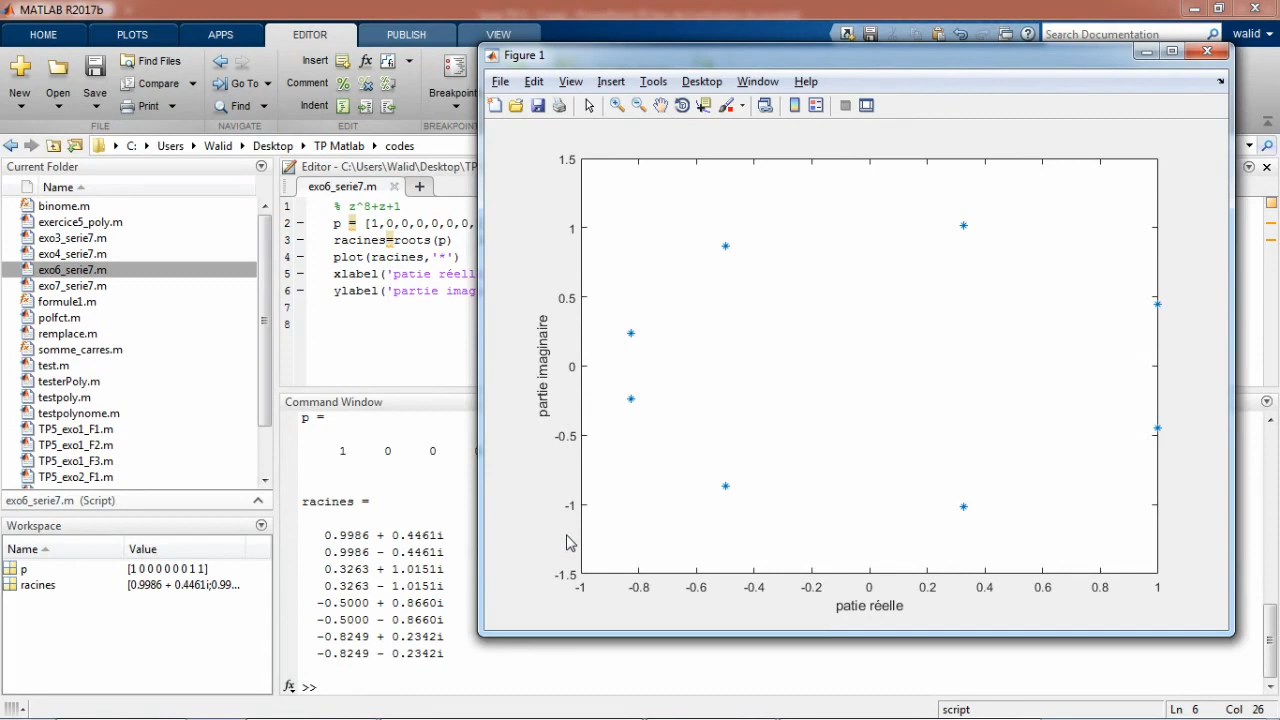 MATLAB R2017b
HOME PLOTS APPS EDITOR PUBLISH VIEW Search Documentation walid
New Open Save Find Files Compare Print Go To Find Insert Comment Indent Breakpoint
FILE NAVIGATE EDIT BREAKPOINT
C: Users Walid Desktop TP Matlab codes
Current Folder
Name
binome.m
exercice5_poly.m
exo3_serie7.m
exo4_serie7.m
exo6_serie7.m
exo7_serie7.m
formule1.m
polfct.m
remplace.m
somme_carres.m
test.m
testerPoly.m
testpoly.m
testpolynome.m
TP5_exo1_F1.m
TP5_exo1_F2.m
TP5_exo1_F3.m
TP5_exo2_F1.m
exo6_serie7.m (Script)
Workspace
Name Value
p [1 0 0 0 0 0 0 1 1]
racines [0.9986 + 0.4461i;0.99...
Editor - C:\Users\Walid\Desktop\TP
exo6_serie7.m
1 % z^8+z+1
2 p = [1,0,0,0,0,0,0,
3 racines=roots(p)
4 plot(racines,'*')
5 xlabel('patie réell
6 ylabel('partie imag
7
8
Command Window
p =
1 0 0
racines =
0.9986 + 0.4461i
0.9986 - 0.4461i
0.3263 + 1.0151i
0.3263 - 1.0151i
-0.5000 + 0.8660i
-0.5000 - 0.8660i
-0.8249 + 0.2342i
-0.8249 - 0.2342i
fx >>
Figure 1
File Edit View Insert Tools Desktop Window Help
1.5
1
0.5
0
-0.5
-1
-1.5
partie imaginaire
-1 -0.8 -0.6 -0.4 -0.2 0 0.2 0.4 0.6 0.8 1
patie réelle
script Ln 6 Col 26